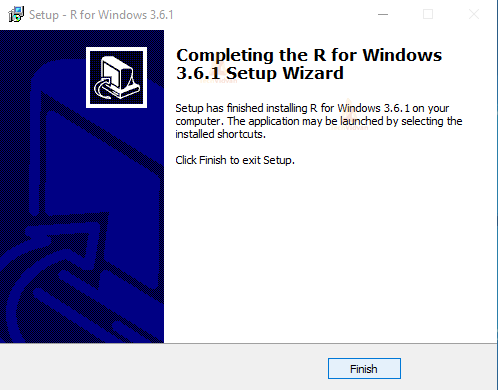 Setup - R for Windows 3.6.1
Completing the R for Windows
3.6.1 Setup Wizard
Setup has finished installing R for Windows 3.6.1 on your
computer. The application may be launched by selecting the
installed shortcuts.
Click Finish to exit Setup.
Finish